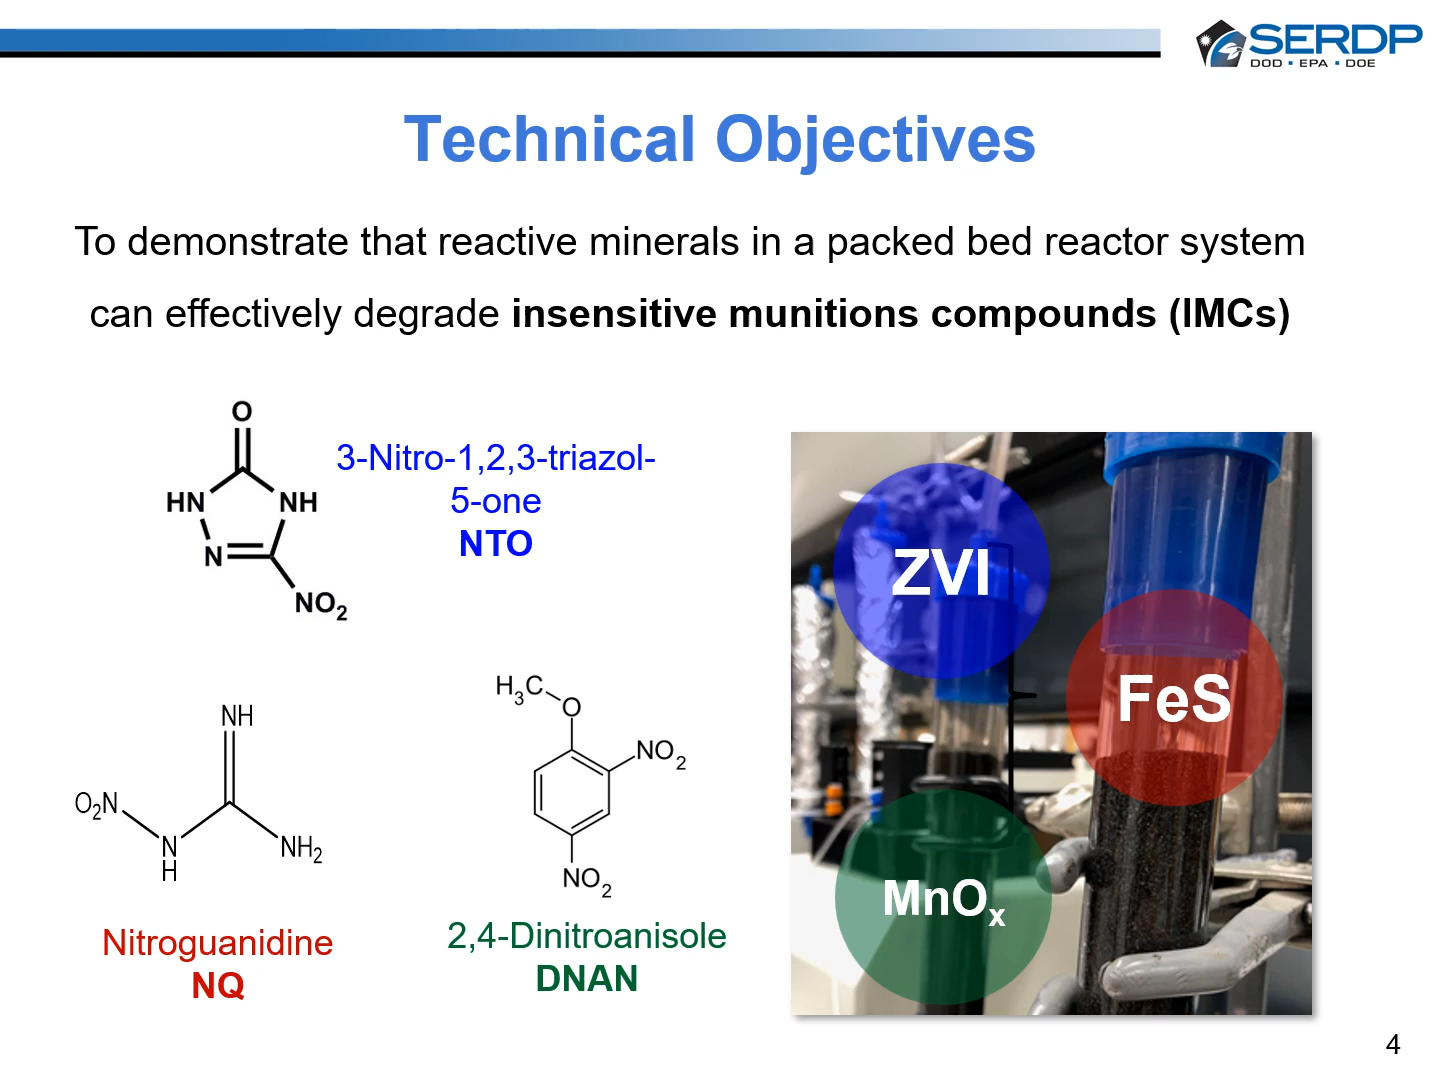 SERDP
DOD • EPA • DOE
Technical Objectives
To demonstrate that reactive minerals in a packed bed reactor system
can effectively degrade insensitive munitions compounds (IMCs)
O
HN
NH
N
NO2
3-Nitro-1,2,3-triazol-
5-one
NTO
NH
O2N
N
H
NH2
Nitroguanidine
NQ
H3C
O
NO2
NO2
2,4-Dinitroanisole
DNAN
ZVI
FeS
MnOx
4